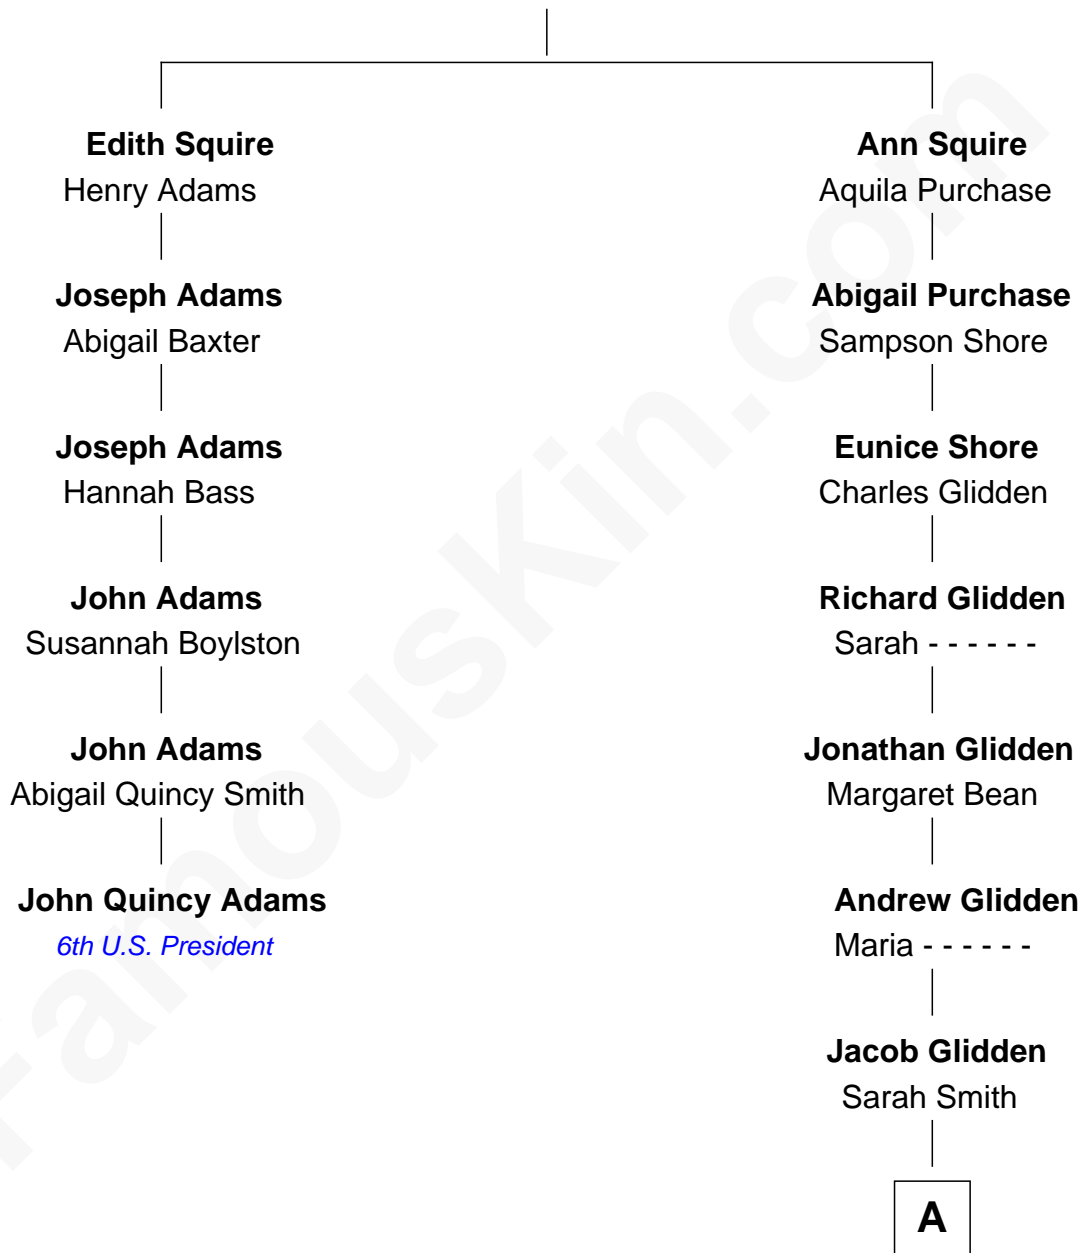 Edith Squire
Henry Adams
Joseph Adams
Abigail Baxter
Joseph Adams
Hannah Bass
John Adams
Susannah Boylston
John Adams
Abigail Quincy Smith
John Quincy Adams
6th U.S. President
Ann Squire
Aquila Purchase
Abigail Purchase
Sampson Shore
Eunice Shore
Charles Glidden
Richard Glidden
Sarah - - - - - -
Jonathan Glidden
Margaret Bean
Andrew Glidden
Maria - - - - - -
Jacob Glidden
Sarah Smith
A
FamousKin.com